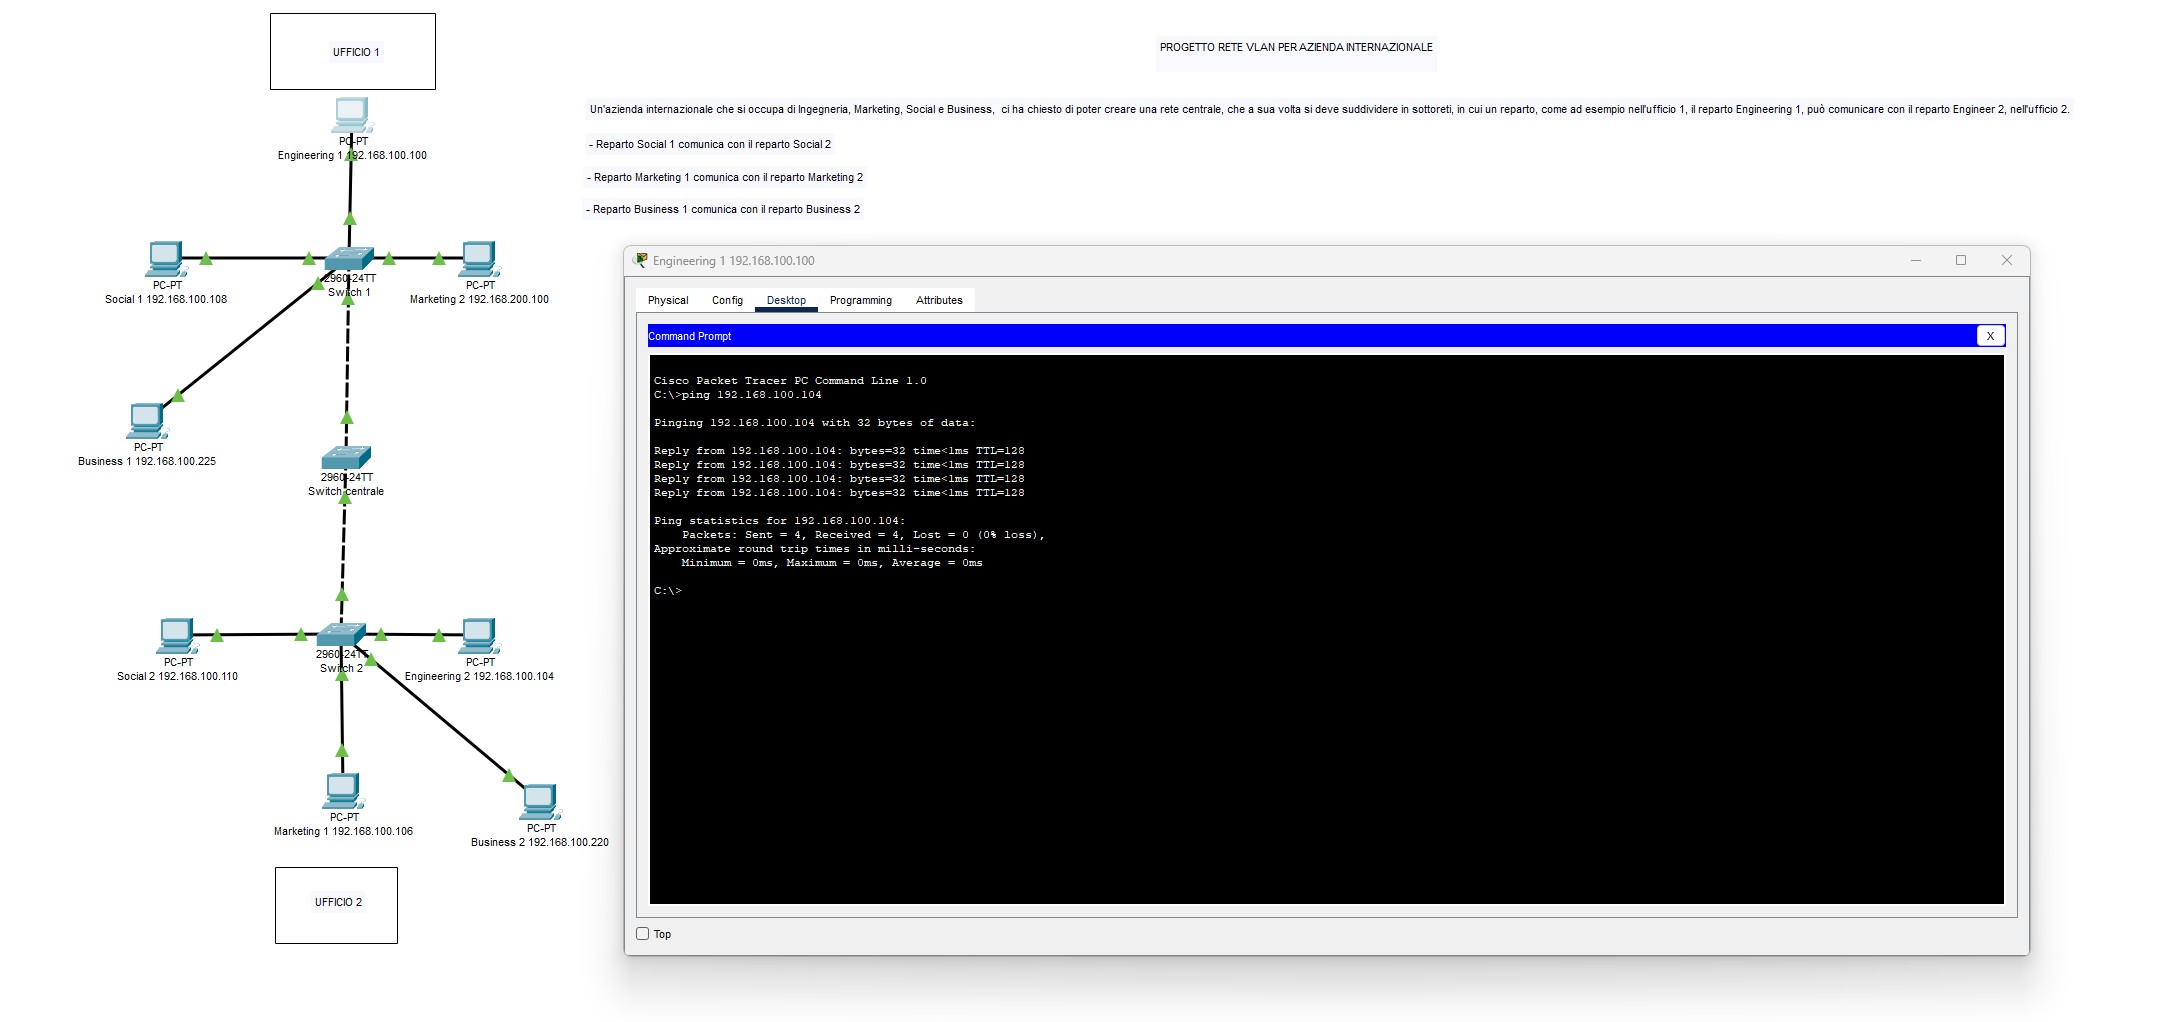 UFFICIO 1
PROGETTO RETE VLAN PER AZIENDA INTERNAZIONALE
Un'azienda internazionale che si occupa di Ingegneria, Marketing, Social e Business, ci ha chiesto di poter creare una rete centrale, che a sua volta si deve suddividere in sottoreti, in cui un reparto, come ad esempio nell'ufficio 1, il reparto Engineering 1, può comunicare con il reparto Engineer 2, nell'ufficio 2.
- Reparto Social 1 comunica con il reparto Social 2
- Reparto Marketing 1 comunica con il reparto Marketing 2
- Reparto Business 1 comunica con il reparto Business 2
PC-PT
Engineering 1 192.168.100.100
PC-PT
Social 1 192.168.100.108
2960-24TT
Switch 1
PC-PT
Marketing 2 192.168.200.100
PC-PT
Business 1 192.168.100.225
2960-24TT
Switch centrale
PC-PT
Social 2 192.168.100.110
2960-24TT
Switch 2
PC-PT
Engineering 2 192.168.100.104
PC-PT
Marketing 1 192.168.100.106
PC-PT
Business 2 192.168.100.220
UFFICIO 2
Engineering 1 192.168.100.100
Physical Config Desktop Programming Attributes
Command Prompt
X
Cisco Packet Tracer PC Command Line 1.0
C:\>ping 192.168.100.104
Pinging 192.168.100.104 with 32 bytes of data:
Reply from 192.168.100.104: bytes=32 time<1ms TTL=128
Reply from 192.168.100.104: bytes=32 time<1ms TTL=128
Reply from 192.168.100.104: bytes=32 time<1ms TTL=128
Reply from 192.168.100.104: bytes=32 time<1ms TTL=128
Ping statistics for 192.168.100.104:
Packets: Sent = 4, Received = 4, Lost = 0 (0% loss),
Approximate round trip times in milli-seconds:
Minimum = 0ms, Maximum = 0ms, Average = 0ms
C:\>
Top